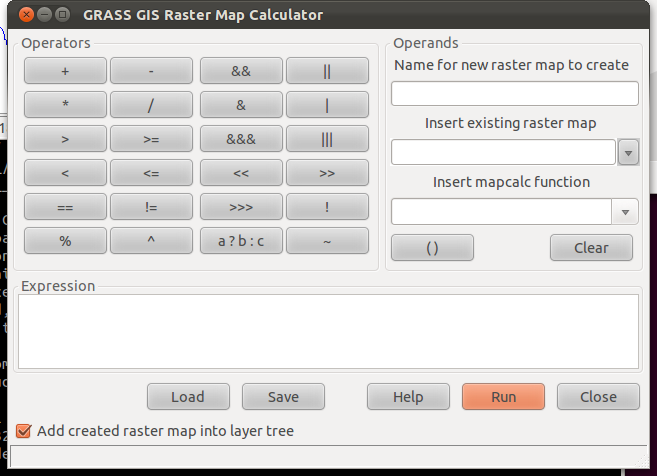 GRASS GIS Raster Map Calculator
Operators
Operands
+ - && ||
* / & |
> >= &&& |||
< <= << >>
== != >>> !
% ^ a ? b : c ~
Name for new raster map to create
Insert existing raster map
Insert mapcalc function
( ) Clear
Expression
Load Save Help Run Close
Add created raster map into layer tree